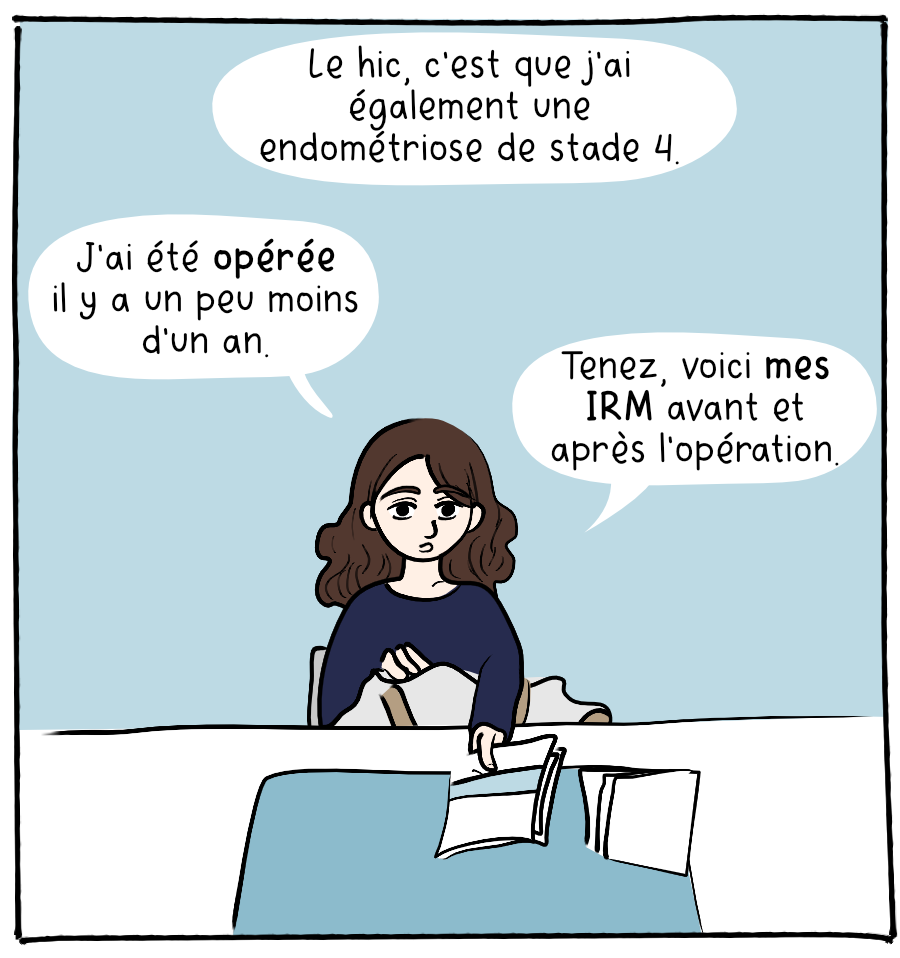 Le hic, c'est que j'ai
également une
endométriose de stade 4.
J'ai été opérée
il y a un peu moins
d'un an.
Tenez, voici mes
IRM avant et
après l'opération.